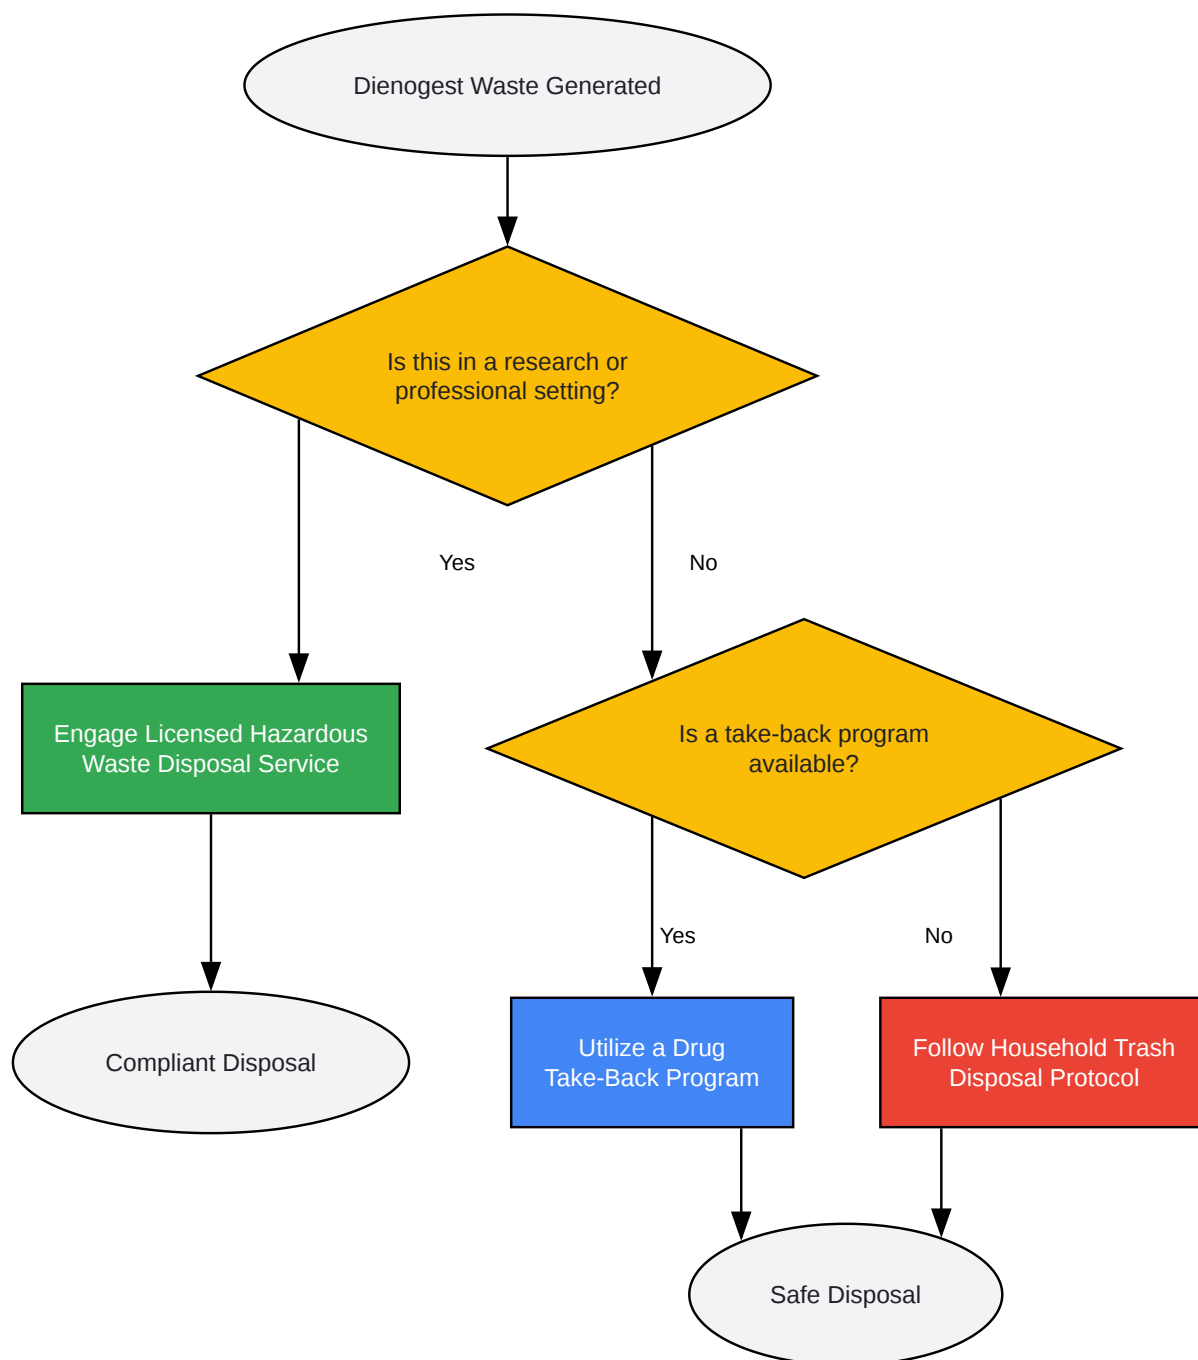 Dienogest Waste Generated
Is this in a research or
professional setting?
Yes
No
Engage Licensed Hazardous
Waste Disposal Service
Is a take-back program
available?
Yes
No
Compliant Disposal
Utilize a Drug
Take-Back Program
Follow Household Trash
Disposal Protocol
Safe Disposal